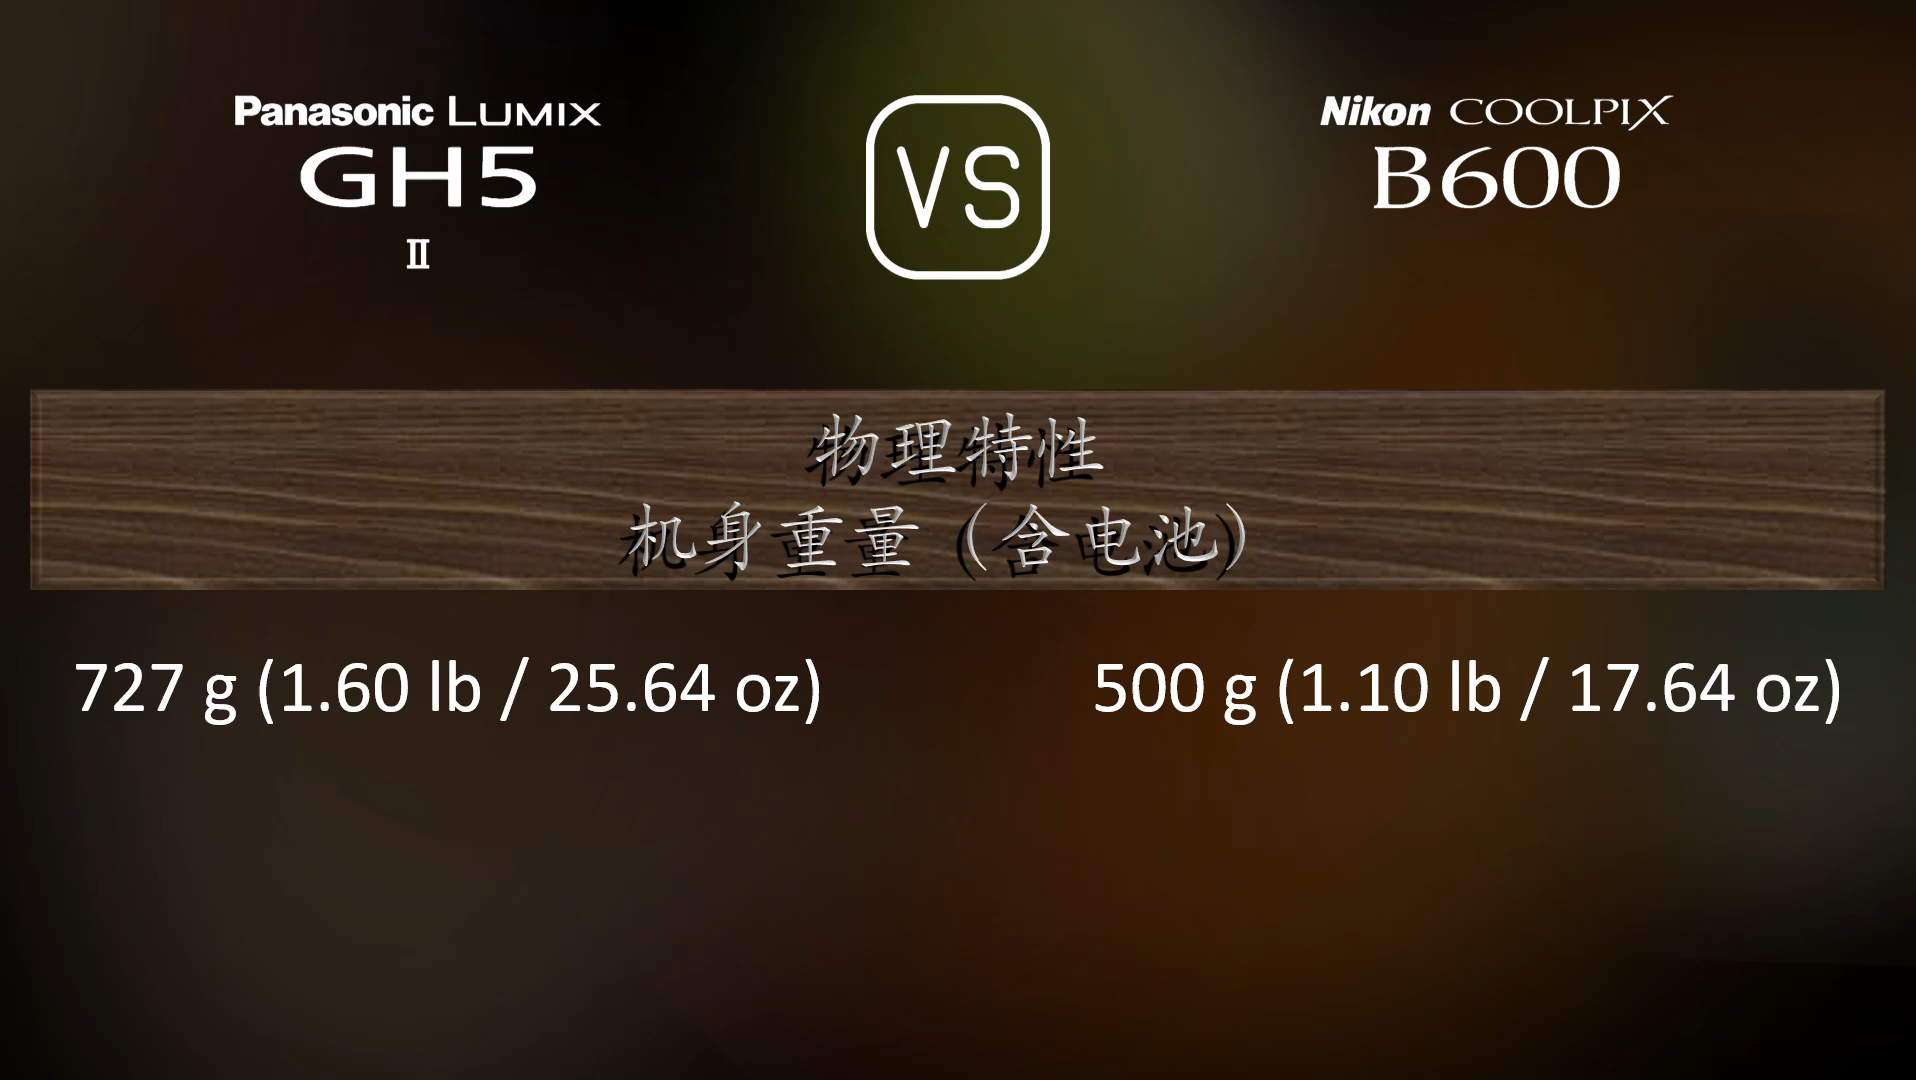 Panasonic LUMIX
GH5
II
VS
Nikon COOLPIX
B600
物理特性
机身重量（含电池）
727 g (1.60 lb / 25.64 oz)
500 g (1.10 lb / 17.64 oz)